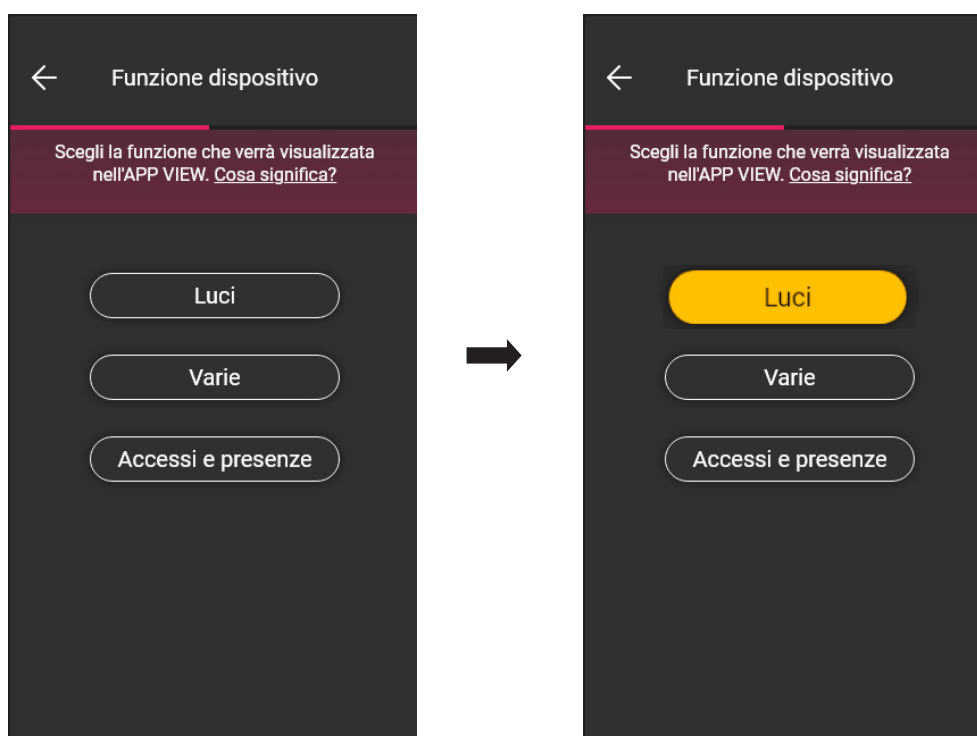 Funzione dispositivo
Scegli la funzione che verrà visualizzata
nell'APP VIEW. Cosa significa?
Luci
Varie
Accessi e presenze
Funzione dispositivo
Scegli la funzione che verrà visualizzata
nell'APP VIEW. Cosa significa?
Luci
Varie
Accessi e presenze